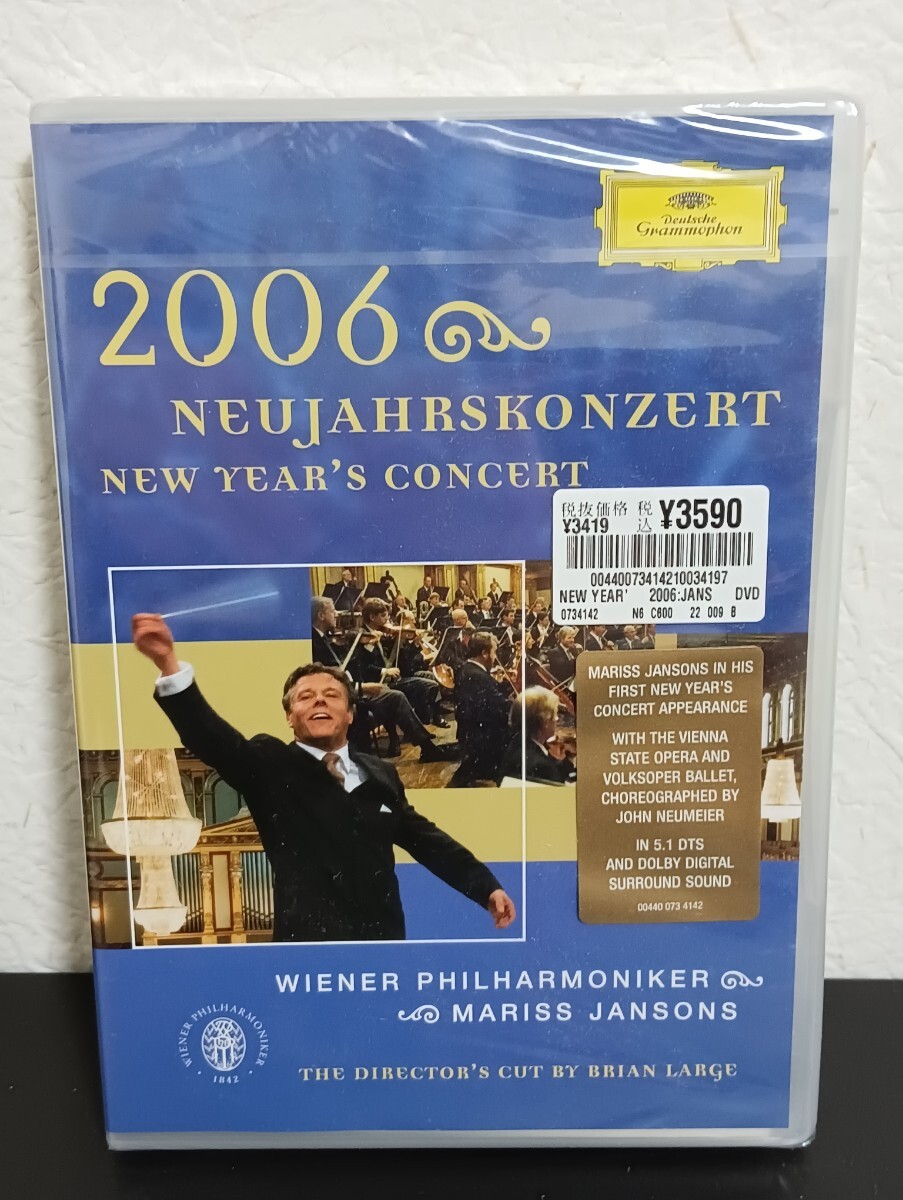 Deutsche
Grammophon
2006
NEUJAHRSKONZERT
NEW YEAR'S CONCERT
税抜価格 税込 ¥3590
¥3419
00440073414210034197
NEW YEAR' 2006:JANS DVD
0734142 N6 C600 22 009 B
MARISS JANSONS IN HIS
FIRST NEW YEAR'S
CONCERT APPEARANCE
WITH THE VIENNA
STATE OPERA AND
VOLKSOPER BALLET,
CHOREOGRAPHED BY
JOHN NEUMEIER
IN 5.1 DTS
AND DOLBY DIGITAL
SURROUND SOUND
00440 073 4142
WIENER PHILHARMONIKER
MARISS JANSONS
WIENER PHILHARMONIKER
1842
THE DIRECTOR'S CUT BY BRIAN LARGE